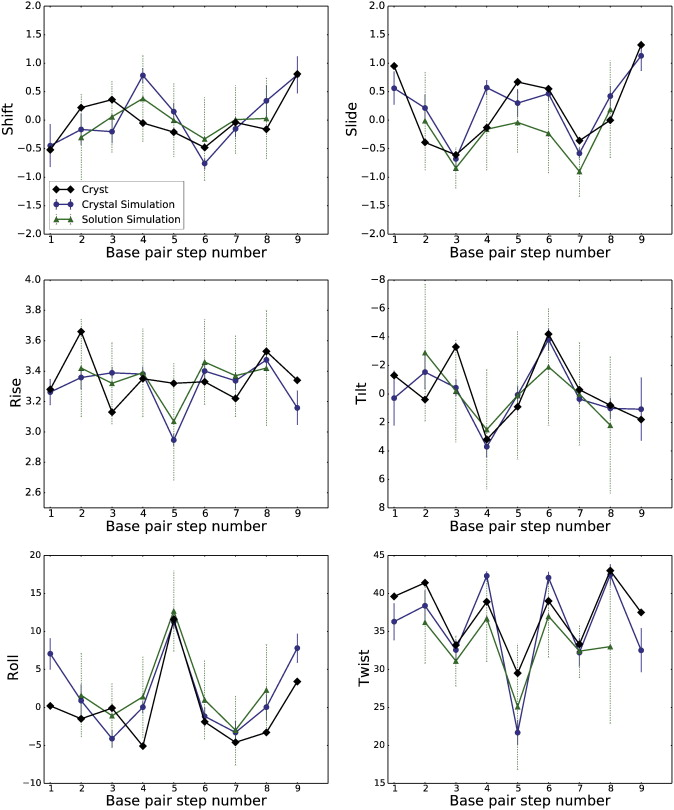 Shift
2.0
1.5
1.0
0.5
0.0
−0.5
−1.0
−1.5
−2.0
Cryst
Crystal Simulation
Solution Simulation
1 2 3 4 5 6 7 8 9
Base pair step number
Slide
2.0
1.5
1.0
0.5
0.0
−0.5
−1.0
−1.5
−2.0
1 2 3 4 5 6 7 8 9
Base pair step number
Rise
4.0
3.8
3.6
3.4
3.2
3.0
2.8
2.6
1 2 3 4 5 6 7 8 9
Base pair step number
Tilt
−8
−6
−4
−2
0
2
4
6
8
1 2 3 4 5 6 7 8 9
Base pair step number
Roll
20
15
10
5
0
−5
−10
1 2 3 4 5 6 7 8 9
Base pair step number
Twist
45
40
35
30
25
20
15
1 2 3 4 5 6 7 8 9
Base pair step number